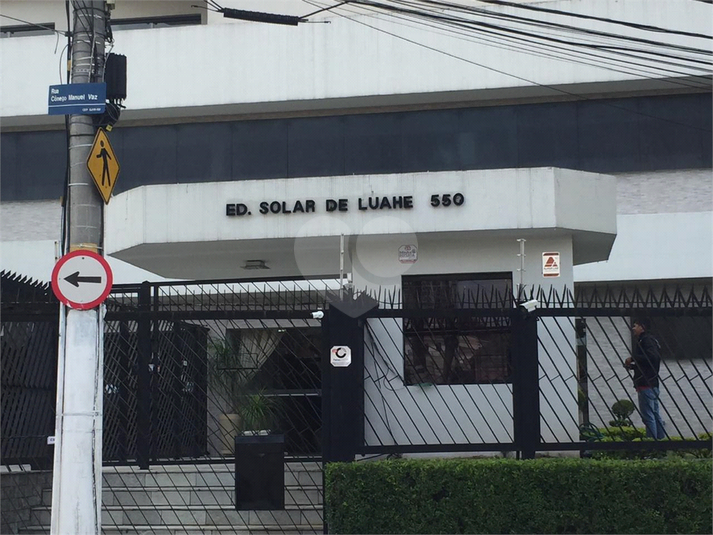 Rua
Cônego Manuel Vaz
ED. SOLAR DE LUAHE 550